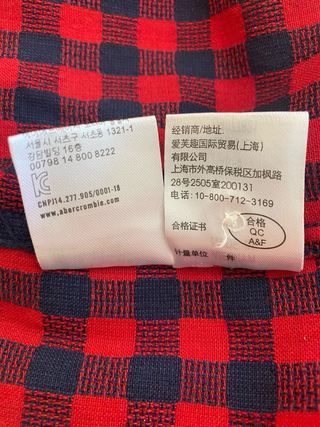 서울시 서초구 서초동 1321-1
강남빌딩 16층
00798 14 800 8222
CNPJ14.277.905/0001-18
www.abercrombie.com
经销商/地址.
爱芙趣国际贸易(上海)
有限公司
上海市外高桥保税区加枫路
28号2505室200131
电话: 10-800-712-3169
合格证书
合格
QC
A&F
计量单位 件